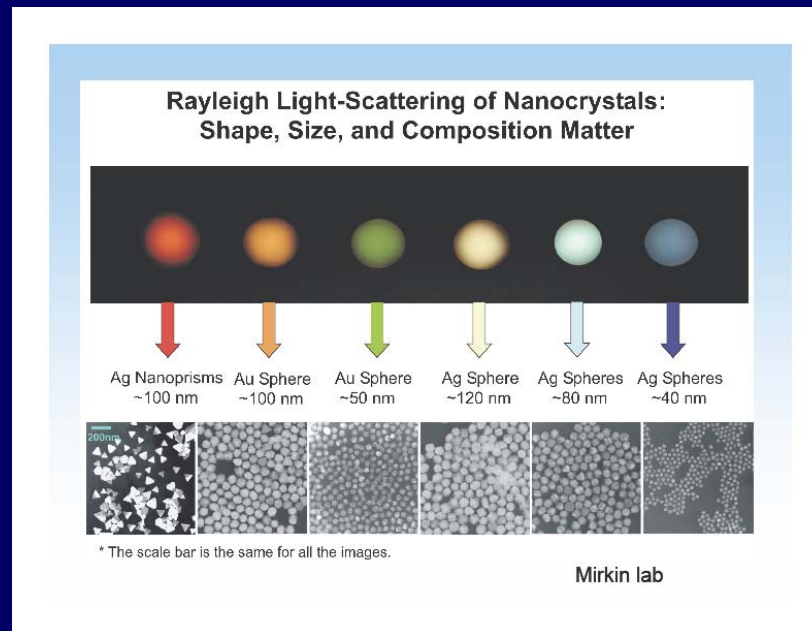 Rayleigh Light-Scattering of Nanocrystals:
Shape, Size, and Composition Matter
Ag Nanoprisms
~100 nm
Au Sphere
~100 nm
Au Sphere
~50 nm
Ag Sphere
~120 nm
Ag Spheres
~80 nm
Ag Spheres
~40 nm
200nm
* The scale bar is the same for all the images.
Mirkin lab